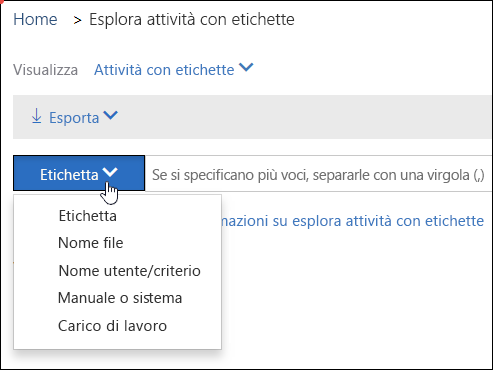 Home > Esplora attività con etichette
Visualizza Attività con etichette
Esporta
Etichetta Se si specificano più voci, separarle con una virgola (,)
Etichetta
mazioni su esplora attività con etichette
Nome file
Nome utente/criterio
Manuale o sistema
Carico di lavoro